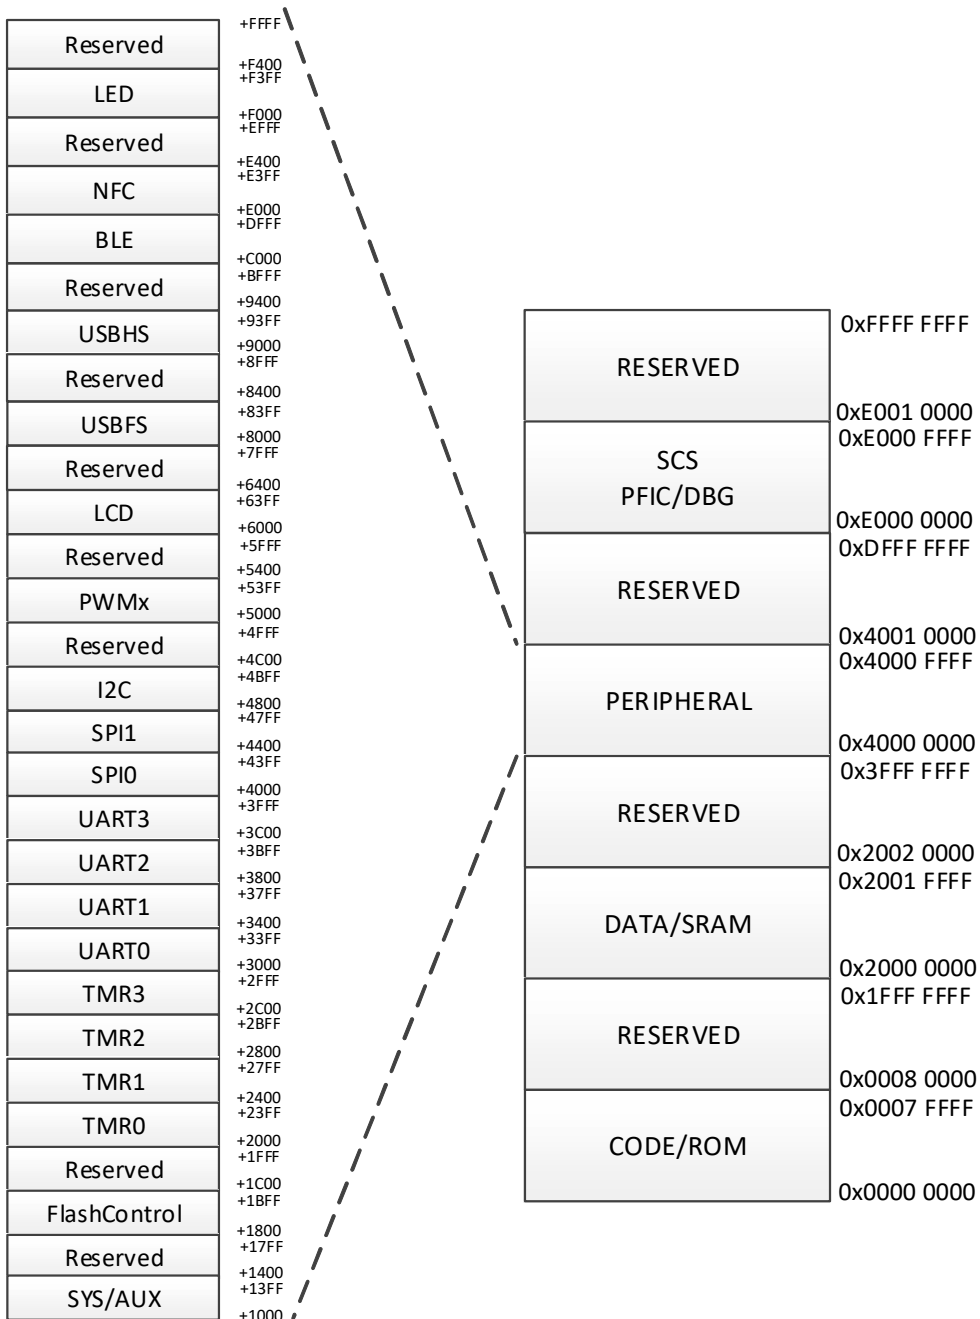 +FFFF
Reserved
+F400
+F3FF
LED
+F000
+EFFF
Reserved
+E400
+E3FF
NFC
+E000
+DFFF
BLE
+C000
+BFFF
Reserved
+9400
+93FF
USBHS
+9000
+8FFF
Reserved
+8400
+83FF
USBFS
+8000
+7FFF
Reserved
+6400
+63FF
LCD
+6000
+5FFF
Reserved
+5400
+53FF
PWMx
+5000
+4FFF
Reserved
+4C00
+4BFF
I2C
+4800
+47FF
SPI1
+4400
+43FF
SPI0
+4000
+3FFF
UART3
+3C00
+3BFF
UART2
+3800
+37FF
UART1
+3400
+33FF
UART0
+3000
+2FFF
TMR3
+2C00
+2BFF
TMR2
+2800
+27FF
TMR1
+2400
+23FF
TMR0
+2000
+1FFF
Reserved
+1C00
+1BFF
FlashControl
+1800
+17FF
Reserved
+1400
+13FF
SYS/AUX
+1000
0xFFFF FFFF
RESERVED
0xE001 0000
0xE000 FFFF
SCS
PFIC/DBG
0xE000 0000
0xDFFF FFFF
RESERVED
0x4001 0000
0x4000 FFFF
PERIPHERAL
0x4000 0000
0x3FFF FFFF
RESERVED
0x2002 0000
0x2001 FFFF
DATA/SRAM
0x2000 0000
0x1FFF FFFF
RESERVED
0x0008 0000
0x0007 FFFF
CODE/ROM
0x0000 0000